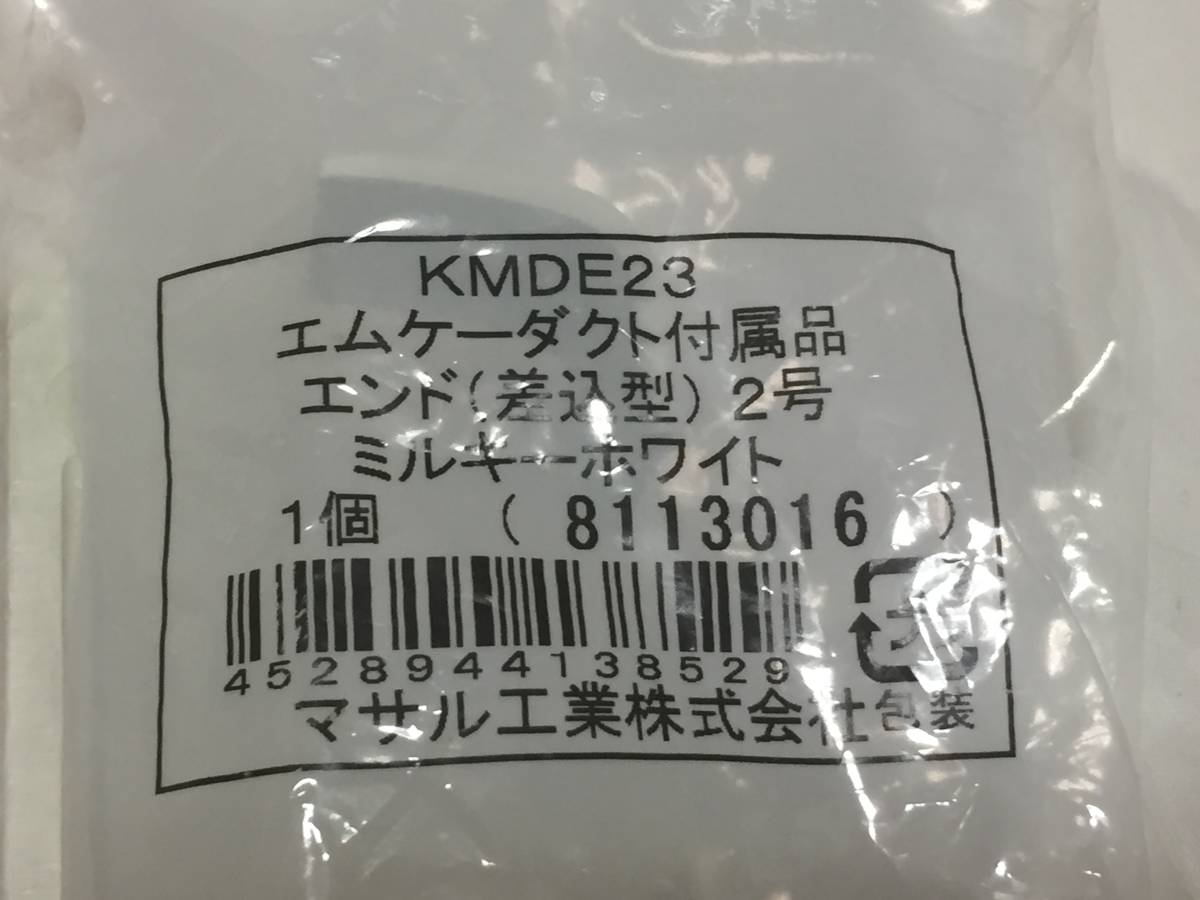 KMDE23
エムケーダクト付属品
エンド(差込型)2号
ミルキーホワイト
1個 (8113016)
4528944138529
マサル工業株式会社 包装